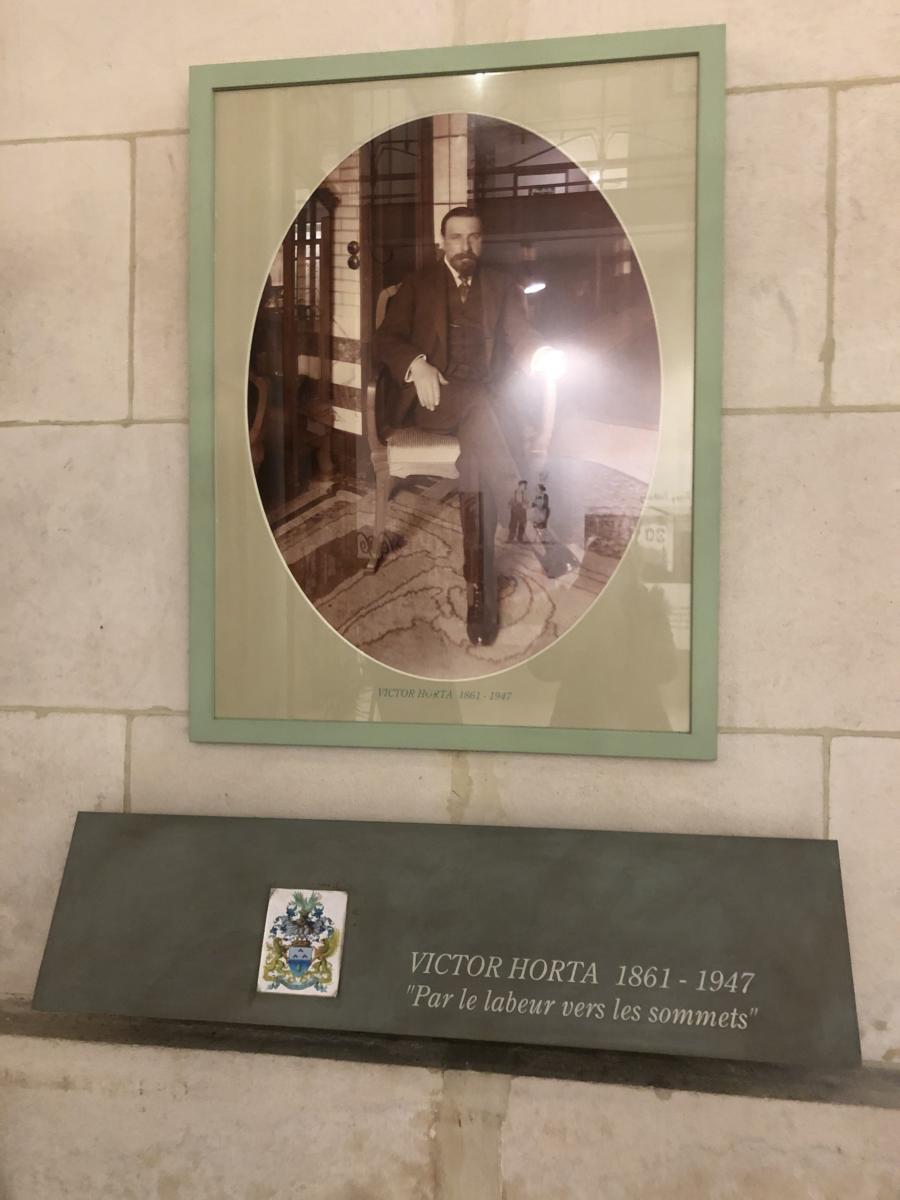 VICTOR HORTA 1861 - 1947
VICTOR HORTA 1861 - 1947
"Par le labeur vers les sommets"